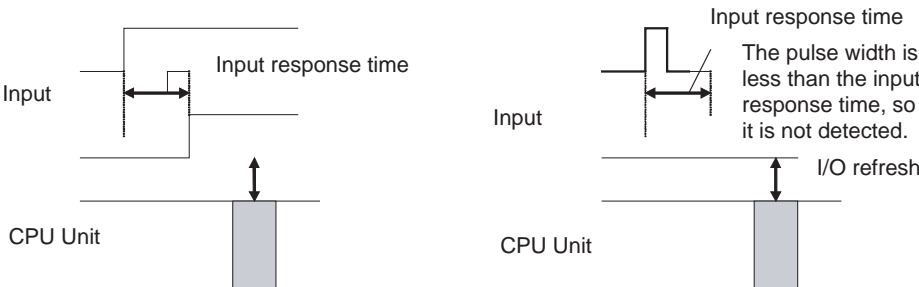 Input response time
Input
CPU Unit
Input response time
The pulse width is
less than the input
response time, so
it is not detected.
Input
I/O refresh
CPU Unit